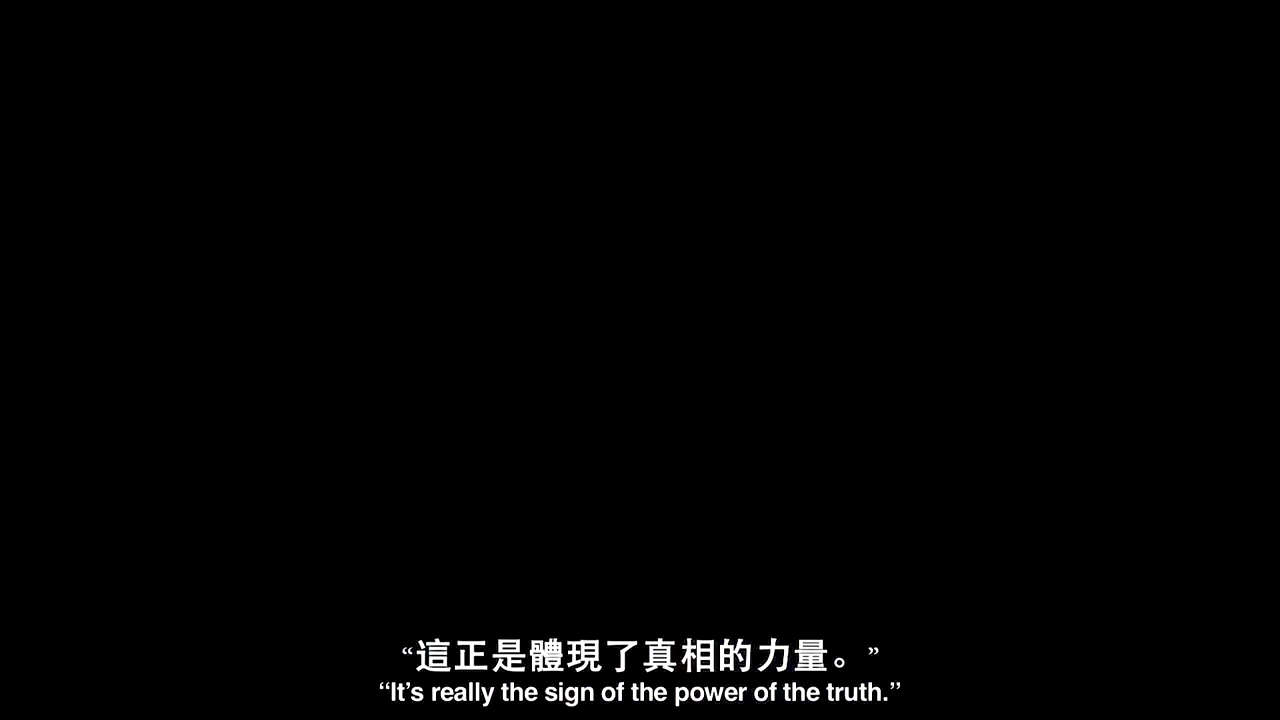 “這正是體現了真相的力量。”
“It’s really the sign of the power of the truth.”